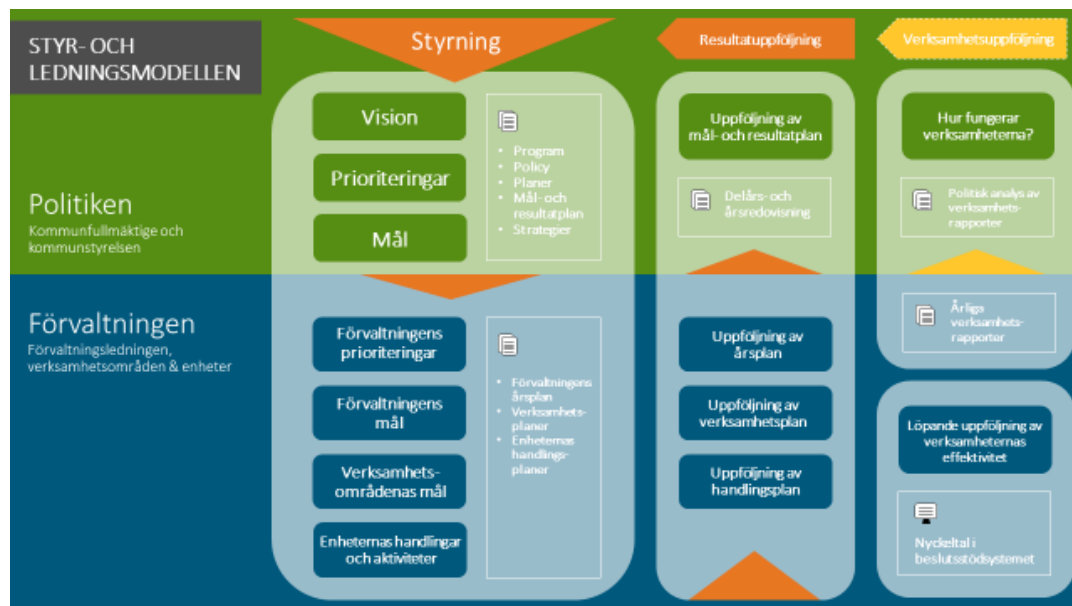 STYR- OCH
LEDNINGSMODELLEN
Styrning
Resultatuppföljning
Verksamhetsuppföljning
Politiken
Kommunfullmäktige och
kommunstyrelsen
Vision
Prioriteringar
Mål
• Program
• Policy
• Planer
• Mål- och
resultatplan
• Strategier
Uppföljning av
mål- och resultatplan
Delårs- och
årsredovisning
Hur fungerar
verksamheterna?
Politisk analys av
verksamhets-
rapporter
Förvaltningen
Förvaltningsledningen,
verksamhetsområden & enheter
Förvaltningens
prioriteringar
Förvaltningens
mål
Verksamhets-
områdenas mål
Enheternas handlingar
och aktiviteter
• Förvaltningens
årsplan
• Verksamhets-
planer
• Enheternas
handlings-
planer
Uppföljning av
årsplan
Uppföljning av
verksamhetsplan
Uppföljning av
handlingsplan
Årliga
verksamhets-
rapporter
Löpande uppföljning av
verksamheternas
effektivitet
Nyckeltal i
beslutsstödsystemet